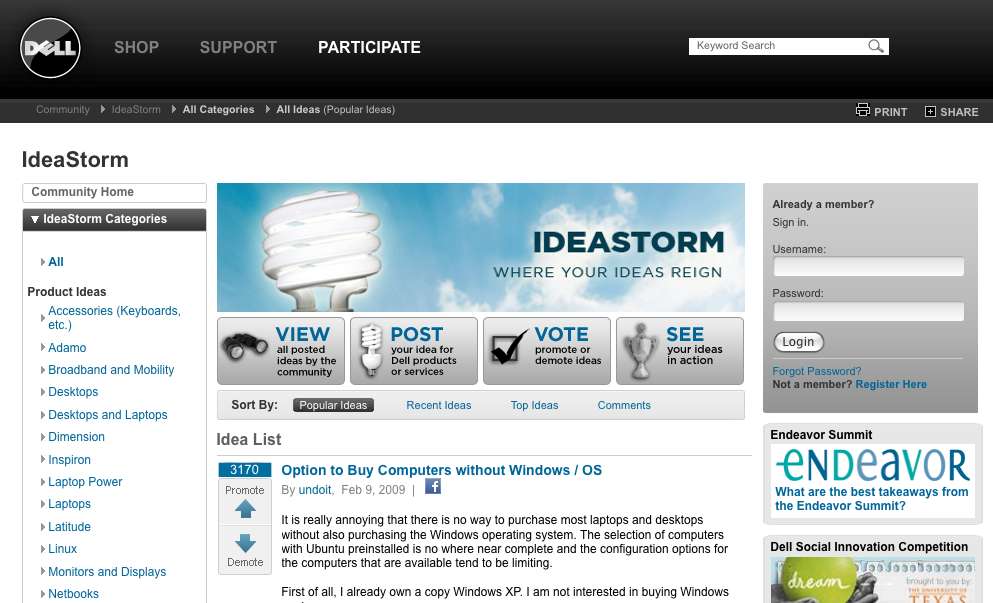 DELL
SHOP SUPPORT PARTICIPATE
Keyword Search
Community IdeaStorm All Categories All Ideas (Popular Ideas)
PRINT SHARE
IdeaStorm
Community Home
IdeaStorm Categories
All
Product Ideas
Accessories (Keyboards,
etc.)
Adamo
Broadband and Mobility
Desktops
Desktops and Laptops
Dimension
Inspiron
Laptop Power
Laptops
Latitude
Linux
Monitors and Displays
Netbooks
IDEASTORM
WHERE YOUR IDEAS REIGN
VIEW
all posted
ideas by the
community
POST
your idea for
Dell products
or services
VOTE
promote or
demote ideas
SEE
your ideas
in action
Sort By: Popular Ideas Recent Ideas Top Ideas Comments
Idea List
3170
Promote
Demote
Option to Buy Computers without Windows / OS
By undoit, Feb 9, 2009 |
It is really annoying that there is no way to purchase most laptops and desktops
without also purchasing the Windows operating system. The selection of computers
with Ubuntu preinstalled is no where near complete and the configuration options for
the computers that are available tend to be limiting.
First of all, I already own a copy Windows XP. I am not interested in buying Windows
Already a member?
Sign in.
Username:
Password:
Login
Forgot Password?
Not a member? Register Here
Endeavor Summit
ENDEAVOR
What are the best takeaways from
the Endeavor Summit?
Dell Social Innovation Competition
dream
brought to you by:
THE UNIVERSITY OF
TEXAS